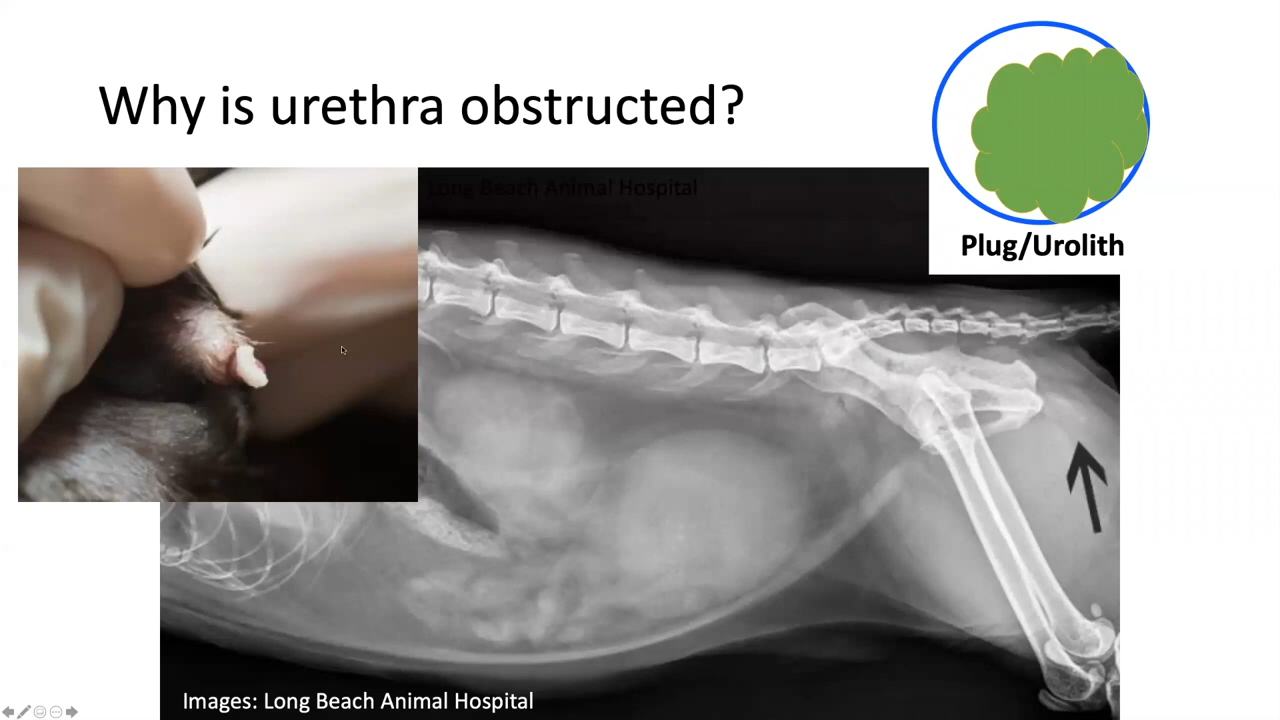 Why is urethra obstructed?
Long Beach Animal Hospital
Plug/Urolith
Images: Long Beach Animal Hospital